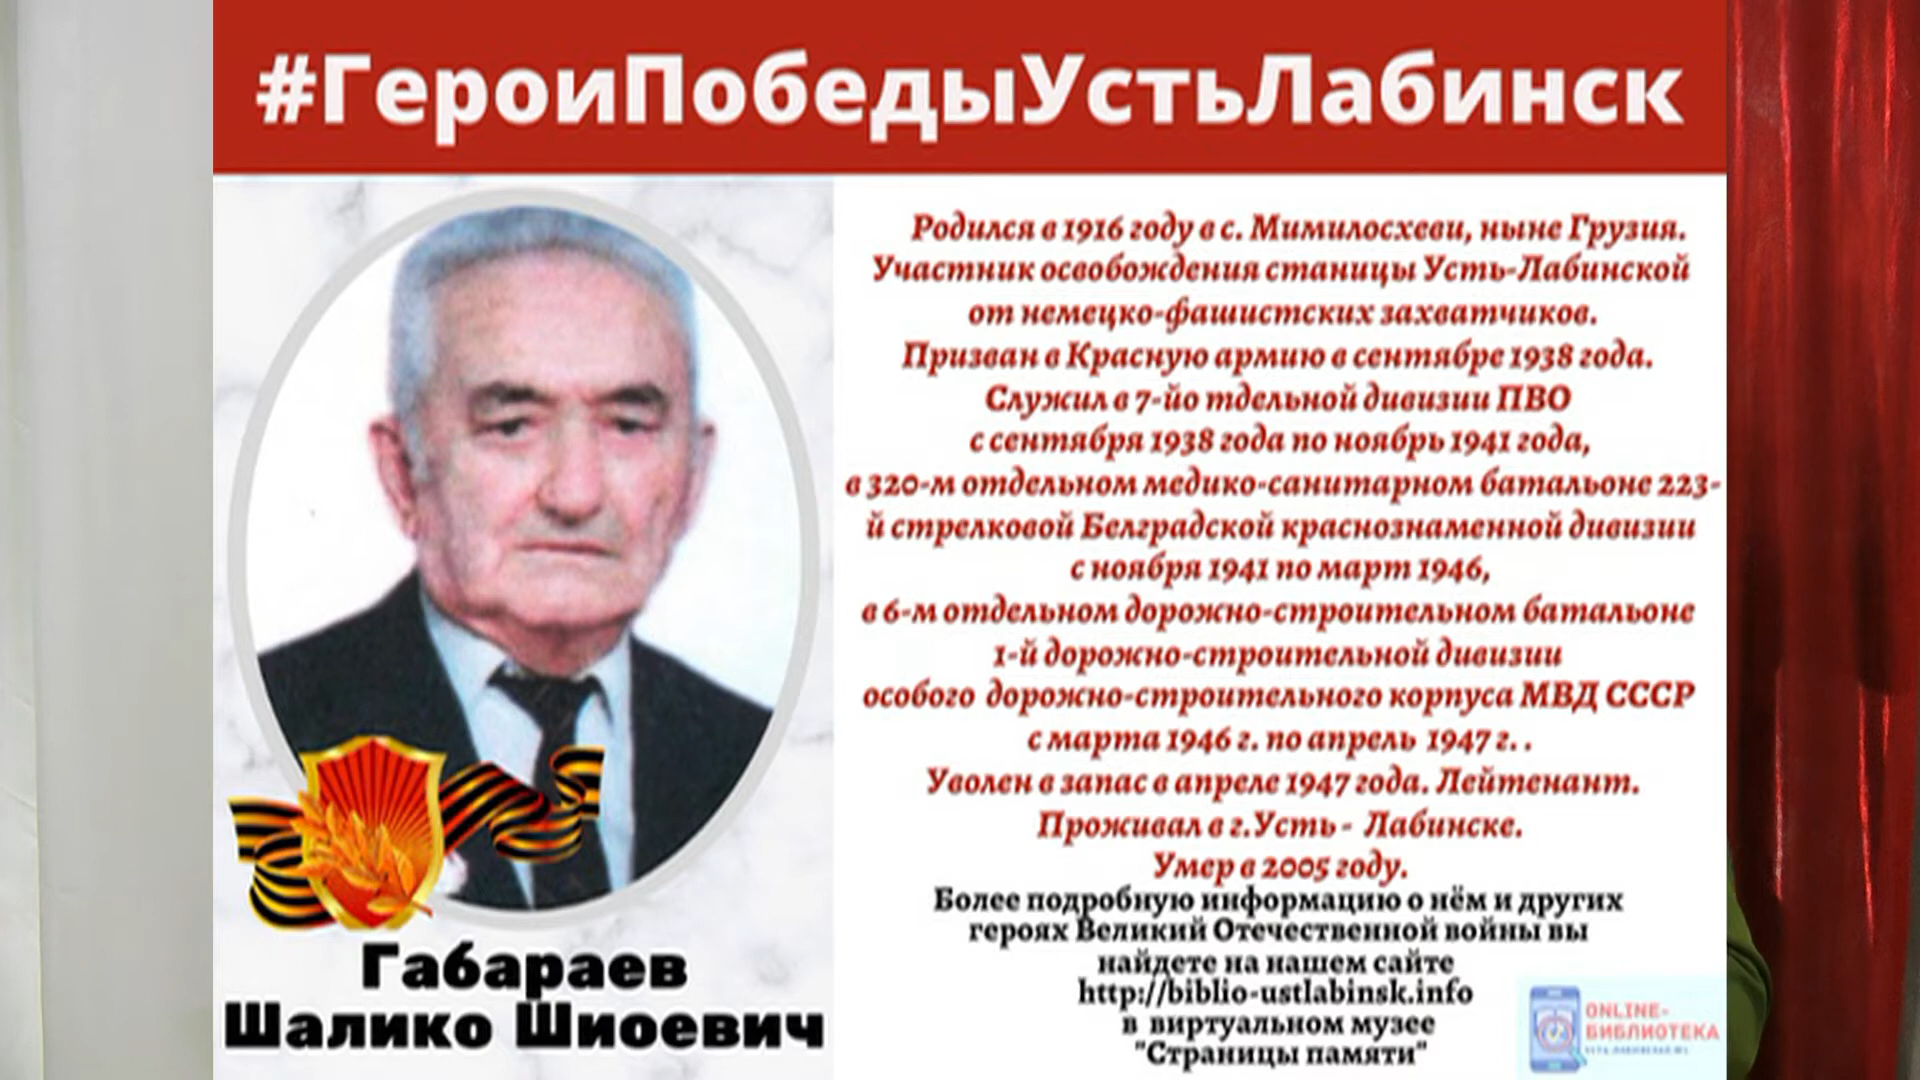 #ГероиПобедыУстьЛабинск
Родился в 1916 году в с. Мимилосхеви, ныне Грузия.
Участник освобождения станицы Усть-Лабинской
от немецко-фашистских захватчиков.
Призван в Красную армию в сентябре 1938 года.
Служил в 7-йо тдельной дивизии ПВО
с сентября 1938 года по ноябрь 1941 года,
в 320-м отдельном медико-санитарном батальоне 223-
й стрелковой Белградской краснознаменной дивизии
с ноября 1941 по март 1946,
в 6-м отдельном дорожно-строительном батальоне
1-й дорожно-строительной дивизии
особого дорожно-строительного корпуса МВД СССР
с марта 1946 г. по апрель 1947 г. .
Уволен в запас в апреле 1947 года. Лейтенант.
Проживал в г.Усть - Лабинске.
Умер в 2005 году.
Более подробную информацию о нём и других
героях Великий Отечественной войны вы
найдете на нашем сайте
http://biblio-ustlabinsk.info
в виртуальном музее
"Страницы памяти"
Габараев
Шалико Шиоевич
ONLINE-
БИБЛИОТЕКА